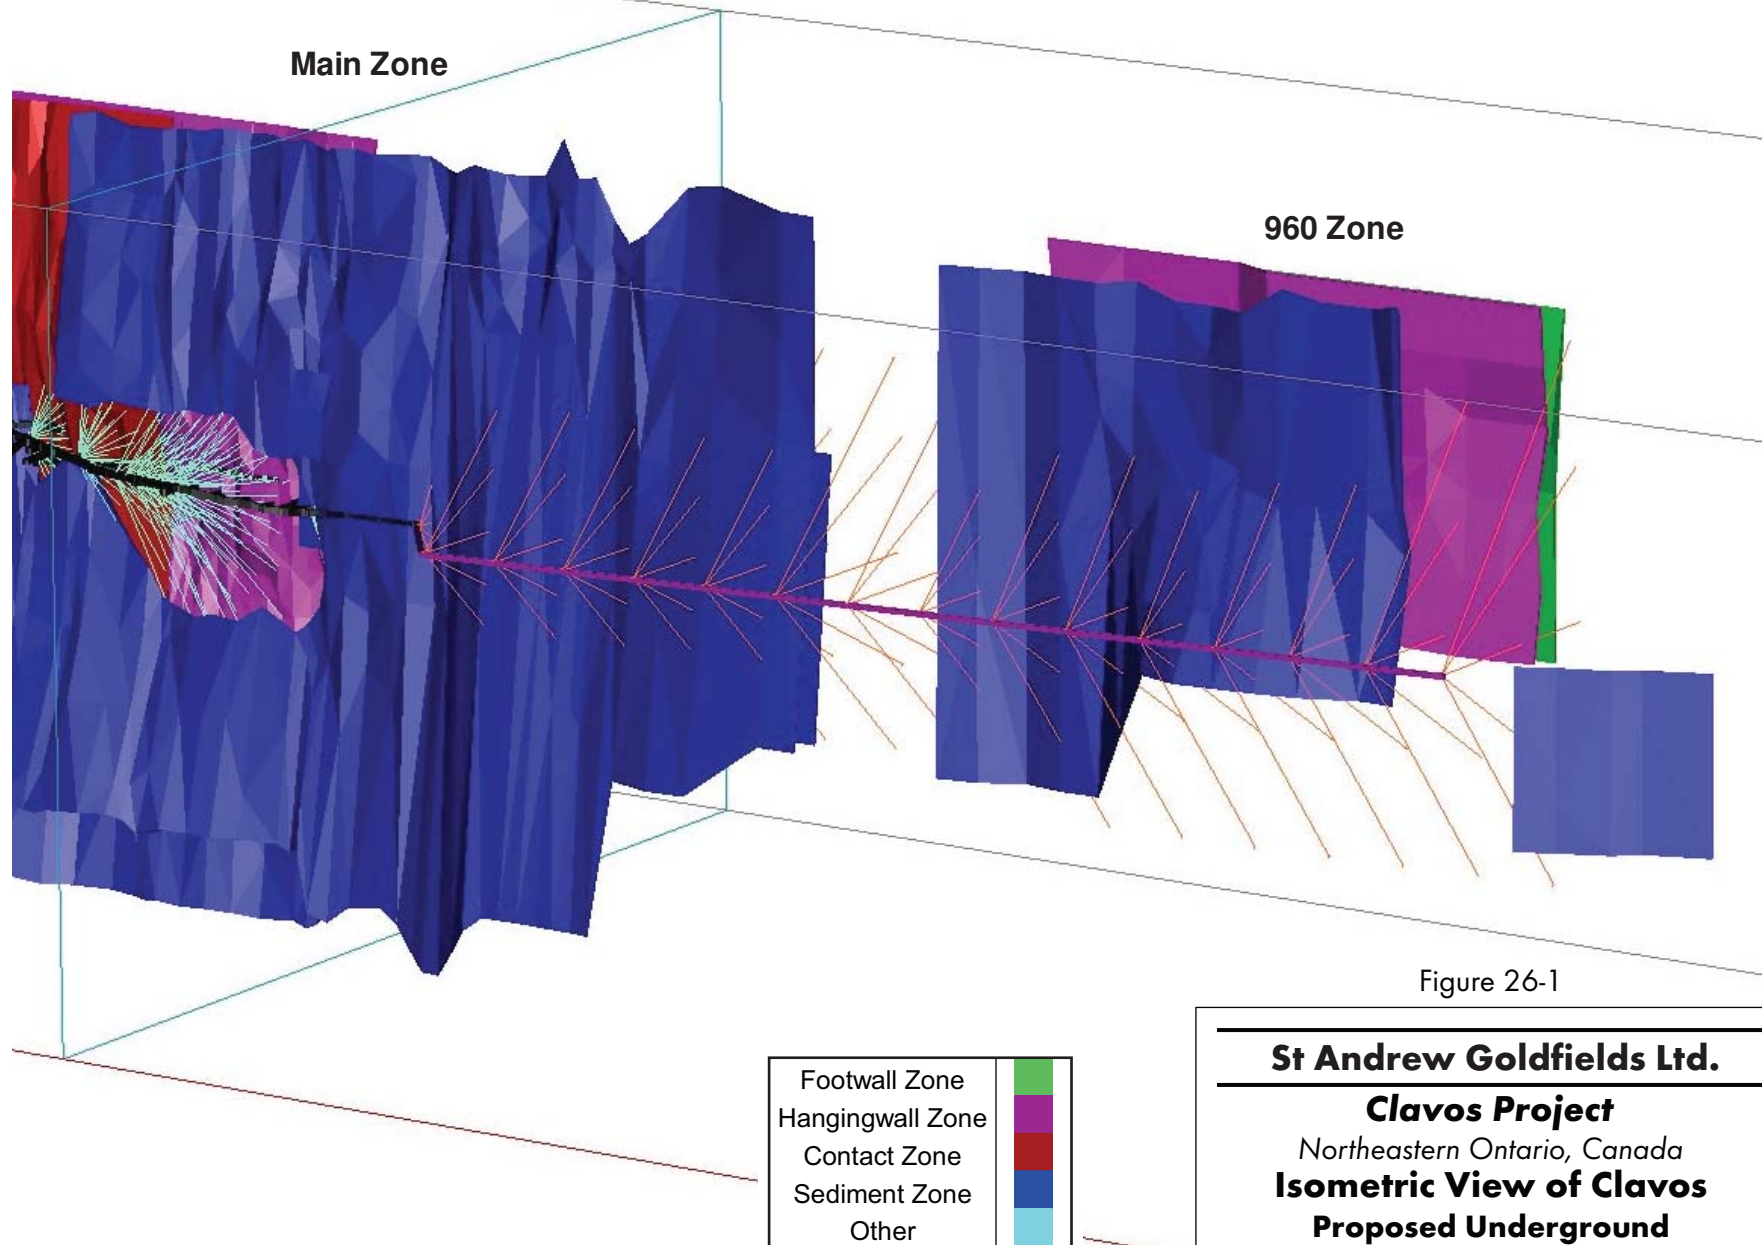 Main Zone
960 Zone
Figure 26-1
St Andrew Goldfields Ltd.
Clavos Project
Northeastern Ontario, Canada
Isometric View of Clavos
Proposed Underground
Footwall Zone
Hangingwall Zone
Contact Zone
Sediment Zone
Other